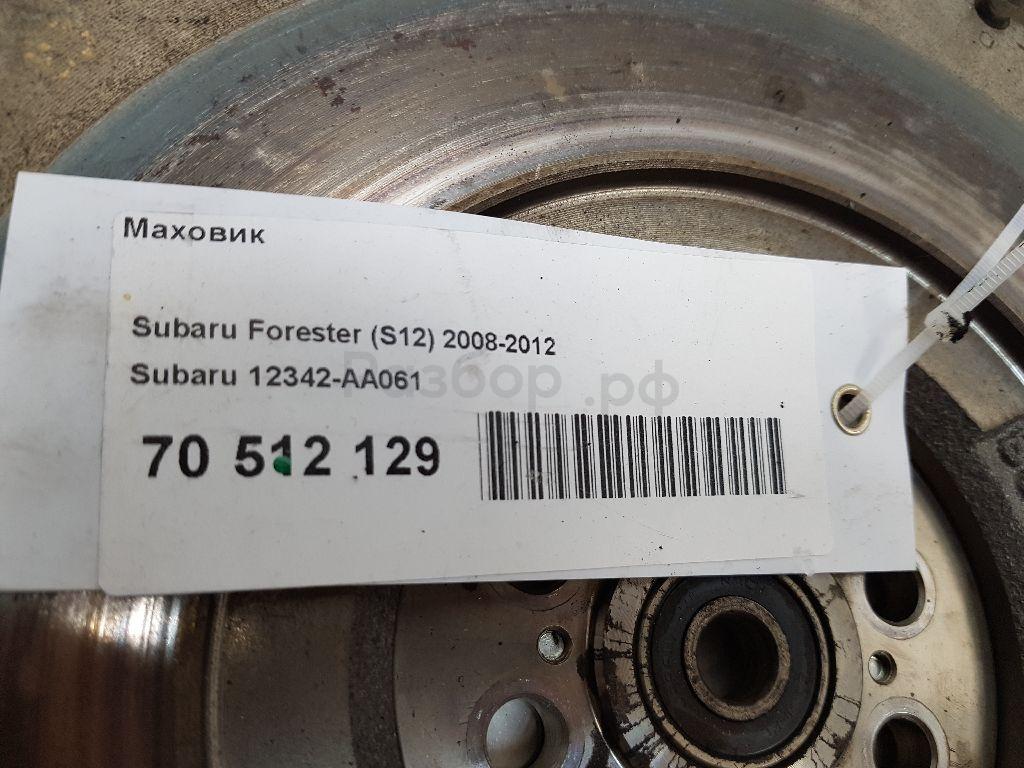 Маховик
Subaru Forester (S12) 2008-2012
Subaru 12342-AA061
Разбор.рф
70 512 129